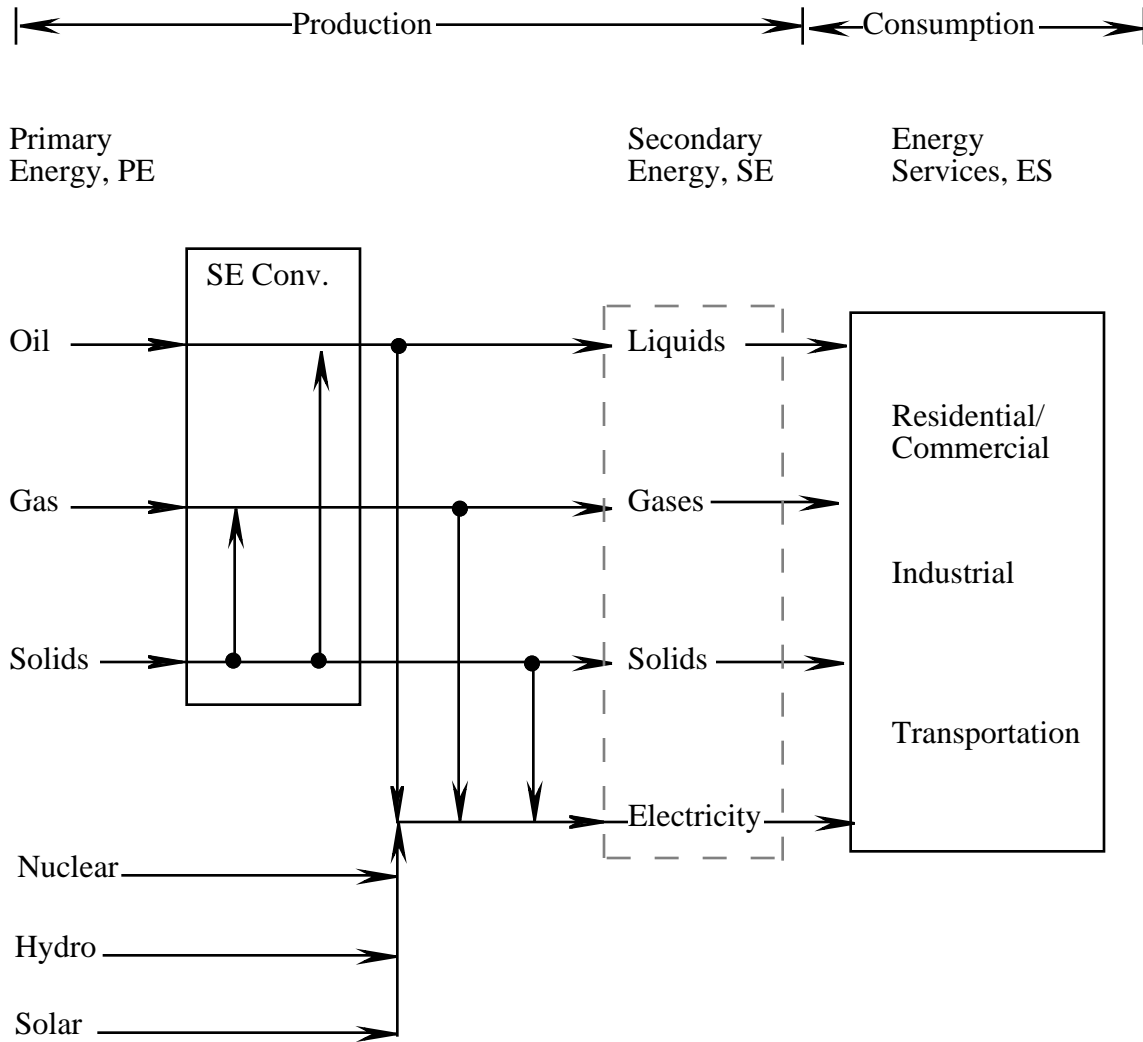 Production
Consumption
Primary
Energy, PE
Secondary
Energy, SE
Energy
Services, ES
SE Conv.
Oil
Liquids
Residential/
Commercial
Gas
Gases
Industrial
Solids
Solids
Transportation
Electricity
Nuclear
Hydro
Solar